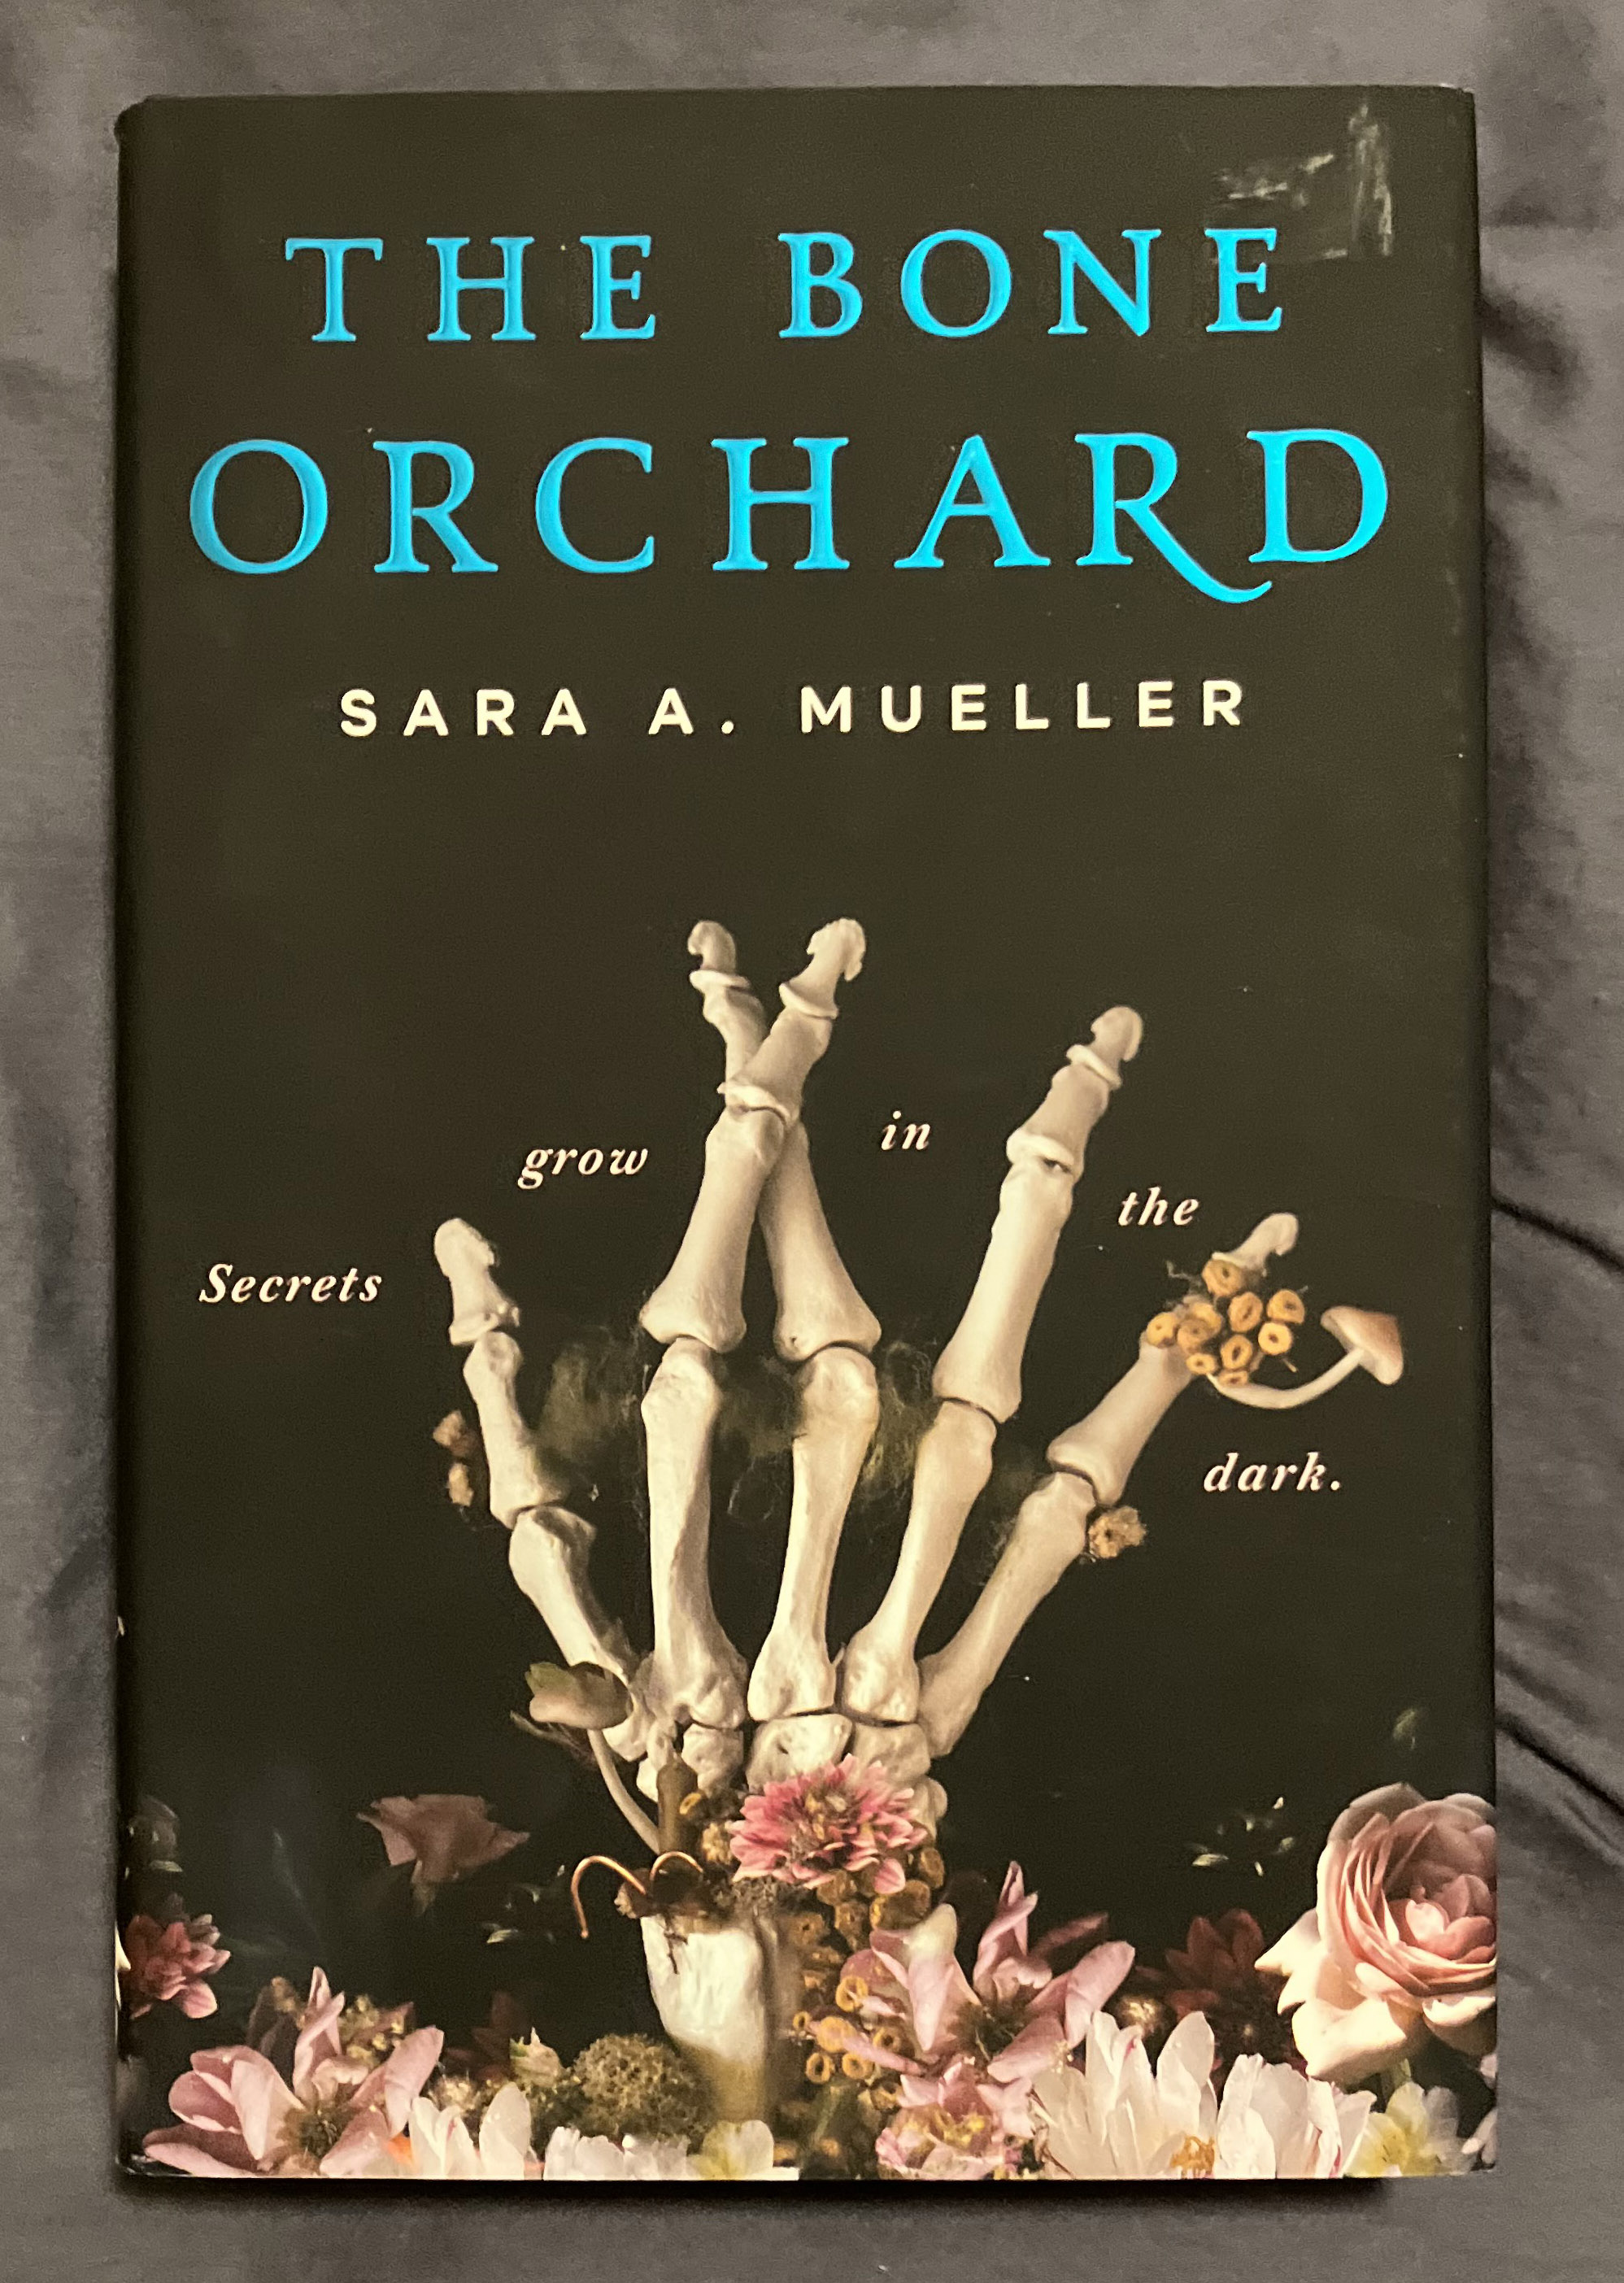 THE BONE
ORCHARD
SARA A. MUELLER
Secrets
grow
in
the
dark.